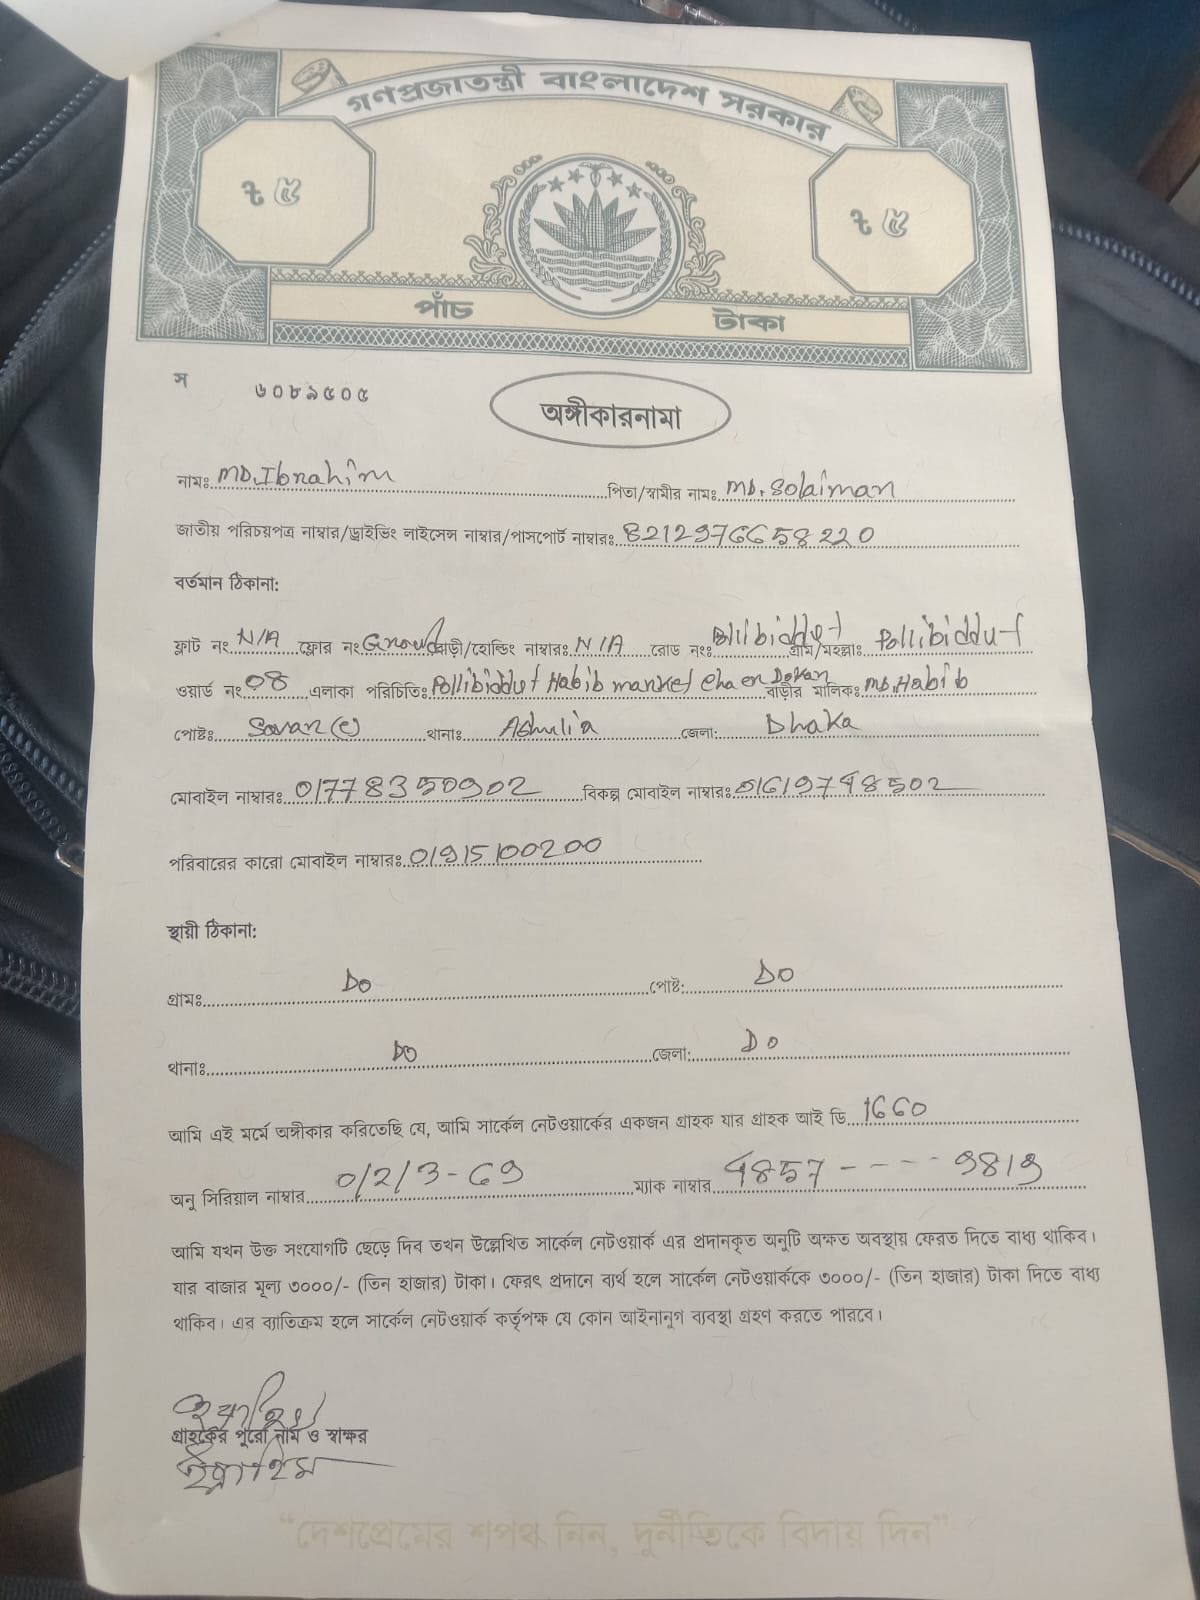 গণপ্রজাতন্ত্রী বাংলাদেশ সরকার
৳ ৫ ৳ ৫
পাঁচ টাকা
স ৬০৮৯৫০৫
অঙ্গীকারনামা
নামঃ MD. Ibrahim পিতা/স্বামীর নামঃ MD. Solaiman
জাতীয় পরিচয়পত্র নাম্বার/ড্রাইভিং লাইসেন্স নাম্বার/পাসপোর্ট নাম্বারঃ 8212976658220
বর্তমান ঠিকানা:
ফ্লাট নং N/A ফ্লোর নং Ground বাড়ী/হোল্ডিং নাম্বারঃ N/A রোড নংঃ Pollibiddut গ্রাম/মহল্লাঃ Pollibiddut
ওয়ার্ড নং 08 এলাকা পরিচিতিঃ Pollibiddut Habib market Chaer Dokan বাড়ীর মালিকঃ MD. Habib
পোষ্টঃ Savar (c) থানাঃ Ashulia জেলা: Dhaka
মোবাইল নাম্বারঃ 01778350902 বিকল্প মোবাইল নাম্বারঃ 01619748502
পরিবারের কারো মোবাইল নাম্বারঃ 01915100200
স্থায়ী ঠিকানা:
গ্রামঃ DO পোষ্ট: DO
থানাঃ DO জেলা: DO
আমি এই মর্মে অঙ্গীকার করিতেছি যে, আমি সার্কেল নেটওয়ার্কের একজন গ্রাহক যার গ্রাহক আই ডি 1660
অনু সিরিয়াল নাম্বার 0/2/3-69 ম্যাক নাম্বার 4857 - - - - 9819
আমি যখন উক্ত সংযোগটি ছেড়ে দিব তখন উল্লেখিত সার্কেল নেটওয়ার্ক এর প্রদানকৃত অনুটি অক্ষত অবস্থায় ফেরত দিতে বাধ্য থাকিব।
যার বাজার মূল্য ৩০০০/- (তিন হাজার) টাকা। ফেরৎ প্রদানে ব্যর্থ হলে সার্কেল নেটওয়ার্ককে ৩০০০/- (তিন হাজার) টাকা দিতে বাধ্য
থাকিব। এর ব্যাতিক্রম হলে সার্কেল নেটওয়ার্ক কর্তৃপক্ষ যে কোন আইনানুগ ব্যবস্থা গ্রহণ করতে পারবে।
গ্রাহকের পুরো নাম ও স্বাক্ষর
ইব্রাহিম
“দেশপ্রেমের শপথ নিন, দুর্নীতিকে বিদায় দিন”